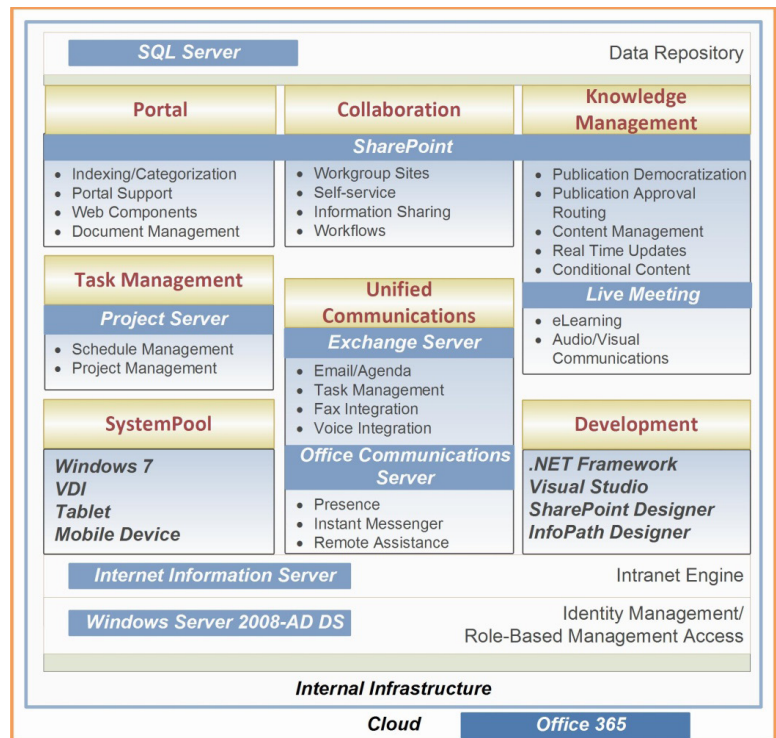 SQL Server
Data Repository
Portal
Collaboration
Knowledge
Management
SharePoint
• Indexing/Categorization
• Portal Support
• Web Components
• Document Management
• Workgroup Sites
• Self-service
• Information Sharing
• Workflows
• Publication Democratization
• Publication Approval
Routing
• Content Management
• Real Time Updates
• Conditional Content
Live Meeting
• eLearning
• Audio/Visual
Communications
Task Management
Project Server
• Schedule Management
• Project Management
Unified
Communications
Exchange Server
• Email/Agenda
• Task Management
• Fax Integration
• Voice Integration
Office Communications
Server
• Presence
• Instant Messenger
• Remote Assistance
SystemPool
Windows 7
VDI
Tablet
Mobile Device
Development
.NET Framework
Visual Studio
SharePoint Designer
InfoPath Designer
Internet Information Server
Intranet Engine
Windows Server 2008-AD DS
Identity Management/
Role-Based Management Access
Internal Infrastructure
Cloud
Office 365